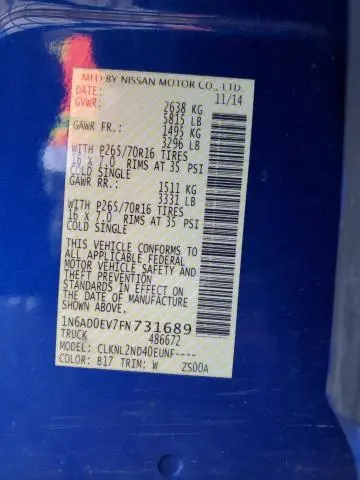 MFD BY NISSAN MOTOR CO., LTD.
DATE: 11/14
GVWR: 2638 KG
5815 LB
GAWR FR.: 1495 KG
3296 LB
WITH P265/70R16 TIRES
16 X 7.0 RIMS AT 35 PSI
COLD SINGLE
GAWR RR.: 1511 KG
3331 LB
WITH P265/70R16 TIRES
16 X 7.0 RIMS AT 35 PSI
COLD SINGLE
THIS VEHICLE CONFORMS TO
ALL APPLICABLE FEDERAL
MOTOR VEHICLE SAFETY AND
THEFT PREVENTION
STANDARDS IN EFFECT ON
THE DATE OF MANUFACTURE
SHOWN ABOVE.
1N6AD0EV7FN731689
TRUCK 486672
MODEL: CLKNL2ND40EUNF----
COLOR: B17 TRIM: W ZS00A